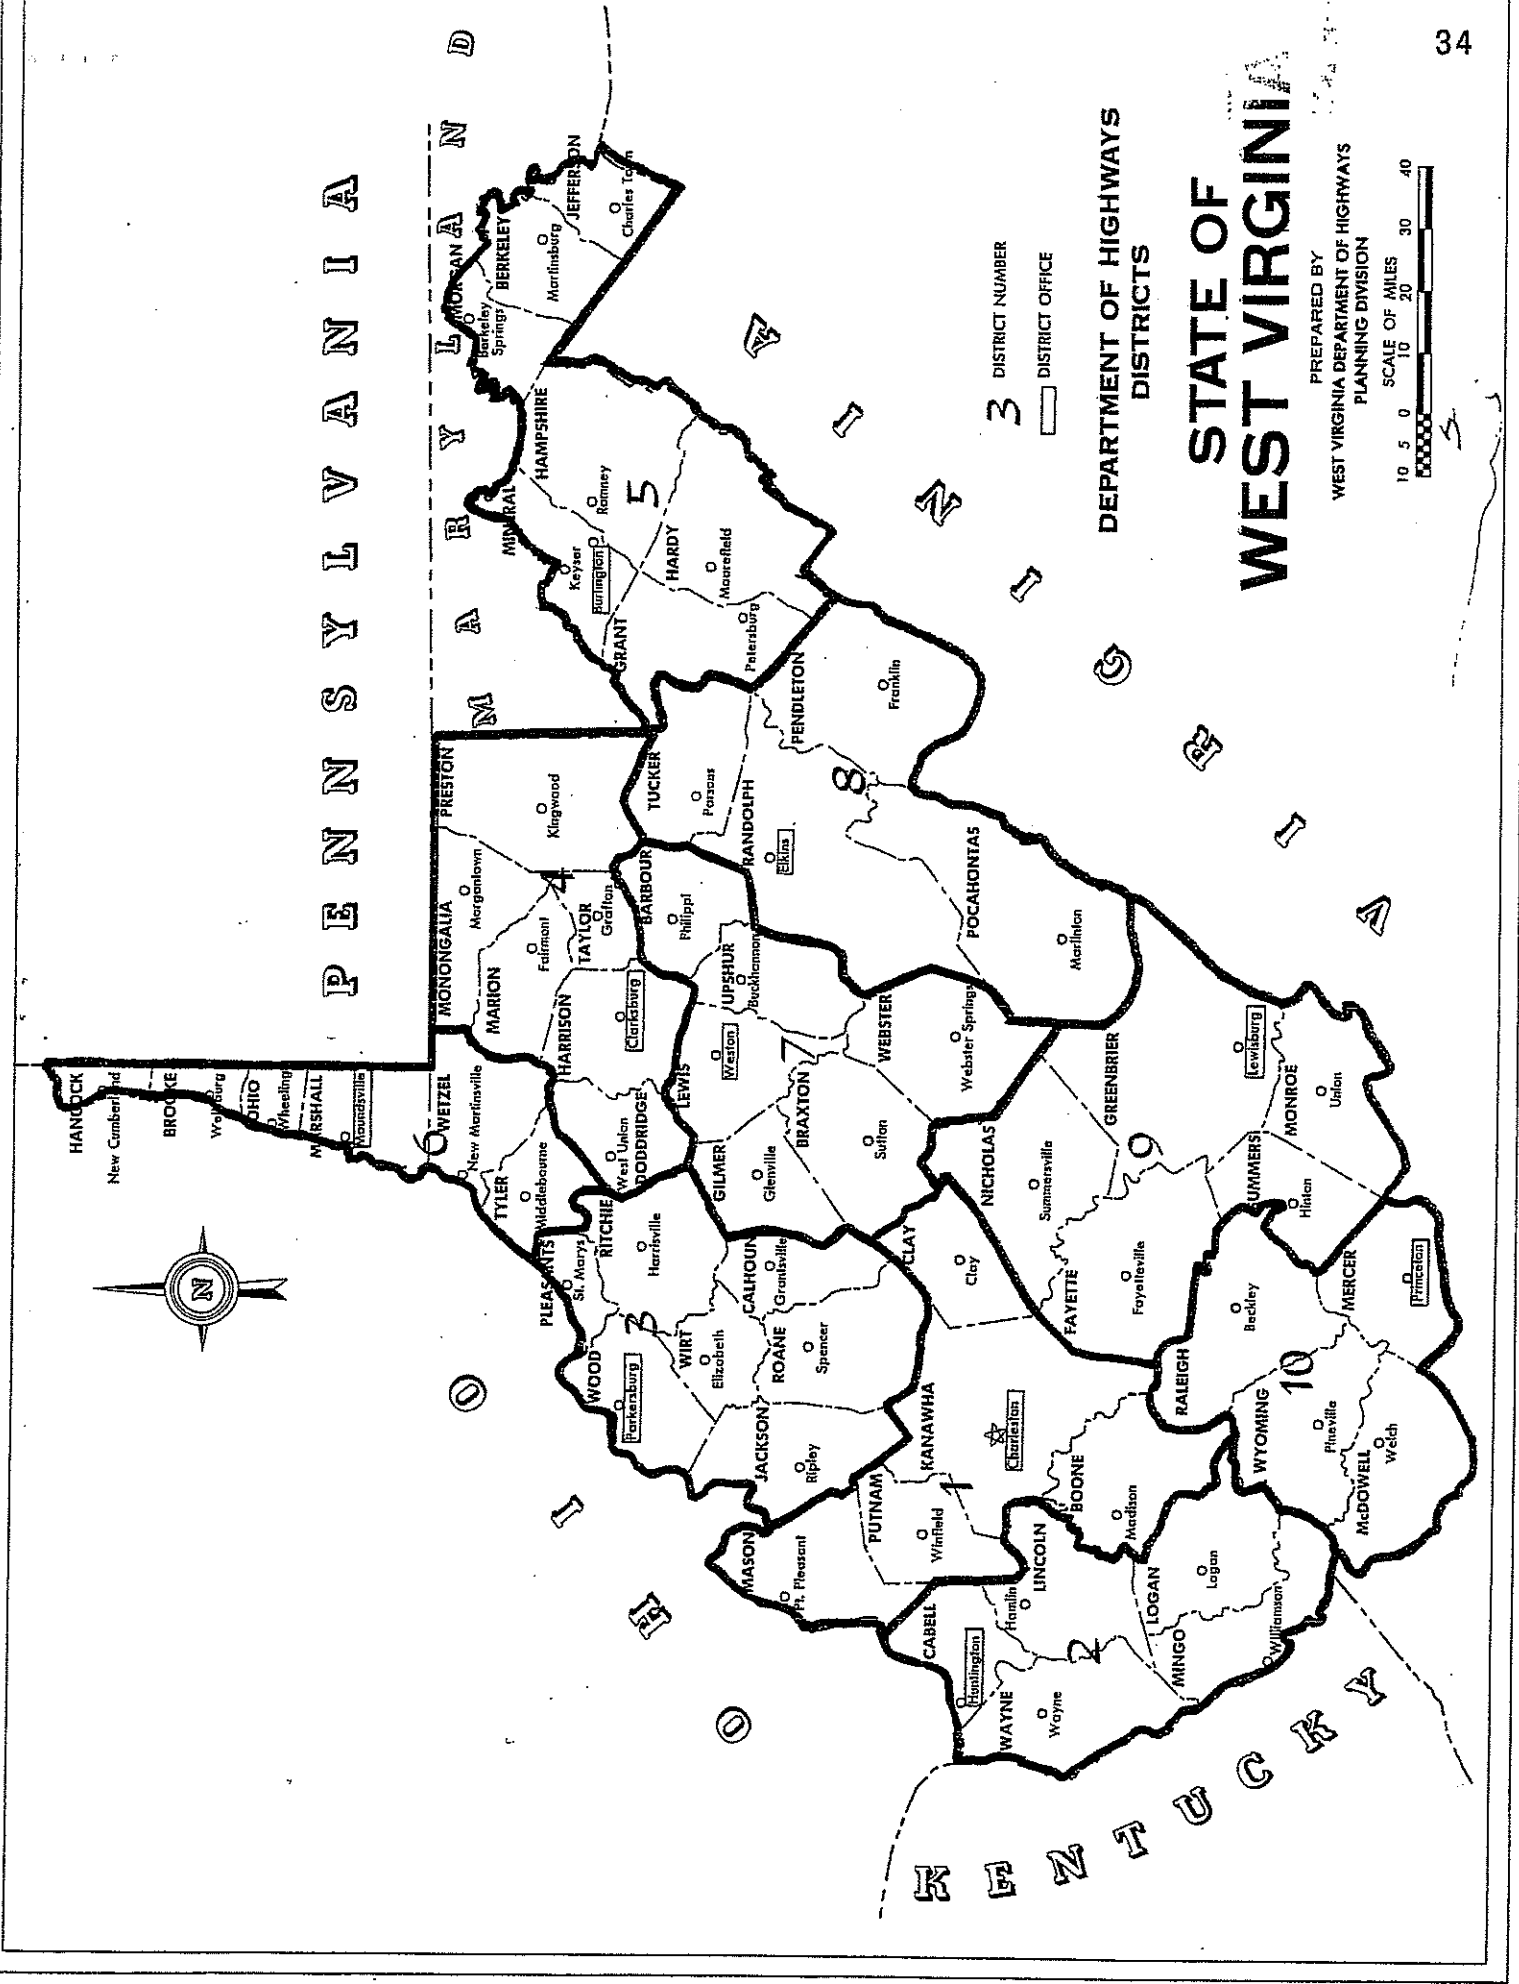 34
PENNSYLVANIA
MARYLAND
OHIO
KENTUCKY
VIRGINIA
N
HANCOCK
New Cumberland
BROOKE
OHIO
Wheeling
MARSHALL
Moundsville
6
WETZEL
New Martinsville
TYLER
Middlebourne
PLEASANTS
St. Marys
RITCHIE
Harrisville
WOOD
Parkersburg
3
WIRT
Elizabeth
CALHOUN
Grantsville
ROANE
Spencer
JACKSON
Ripley
MONONGALIA
Morgantown
PRESTON
Kingwood
MARION
Fairmont
4
TAYLOR
Grafton
HARRISON
Clarksburg
DODDRIDGE
West Union
BARBOUR
Philippi
UPSHUR
Buckhannon
LEWIS
Weston
7
GILMER
Glenville
BRAXTON
Sutton
WEBSTER
Webster Springs
TUCKER
Parsons
RANDOLPH
Elkins
8
PENDLETON
Franklin
POCAHONTAS
Marlinton
GRANT
Petersburg
HARDY
Moorefield
5
MINERAL
Keyser
Burlington
HAMPSHIRE
Romney
MORGAN
Berkeley Springs
BERKELEY
Martinsburg
JEFFERSON
Charles Town
MASON
Pt. Pleasant
PUTNAM
Winfield
1
KANAWHA
Charleston
CLAY
Clay
BOONE
Madison
CABELL
Huntington
WAYNE
Wayne
2
LINCOLN
Hamlin
LOGAN
Logan
MINGO
Williamson
NICHOLAS
Summersville
FAYETTE
Fayetteville
9
GREENBRIER
Lewisburg
SUMMERS
Hinton
MONROE
Union
RALEIGH
Beckley
10
WYOMING
Pineville
McDOWELL
Welch
MERCER
Princeton
3 DISTRICT NUMBER
DISTRICT OFFICE
DEPARTMENT OF HIGHWAYS
DISTRICTS
STATE OF
WEST VIRGINIA
PREPARED BY
WEST VIRGINIA DEPARTMENT OF HIGHWAYS
PLANNING DIVISION
SCALE OF MILES
10 5 0 10 20 30 40
5